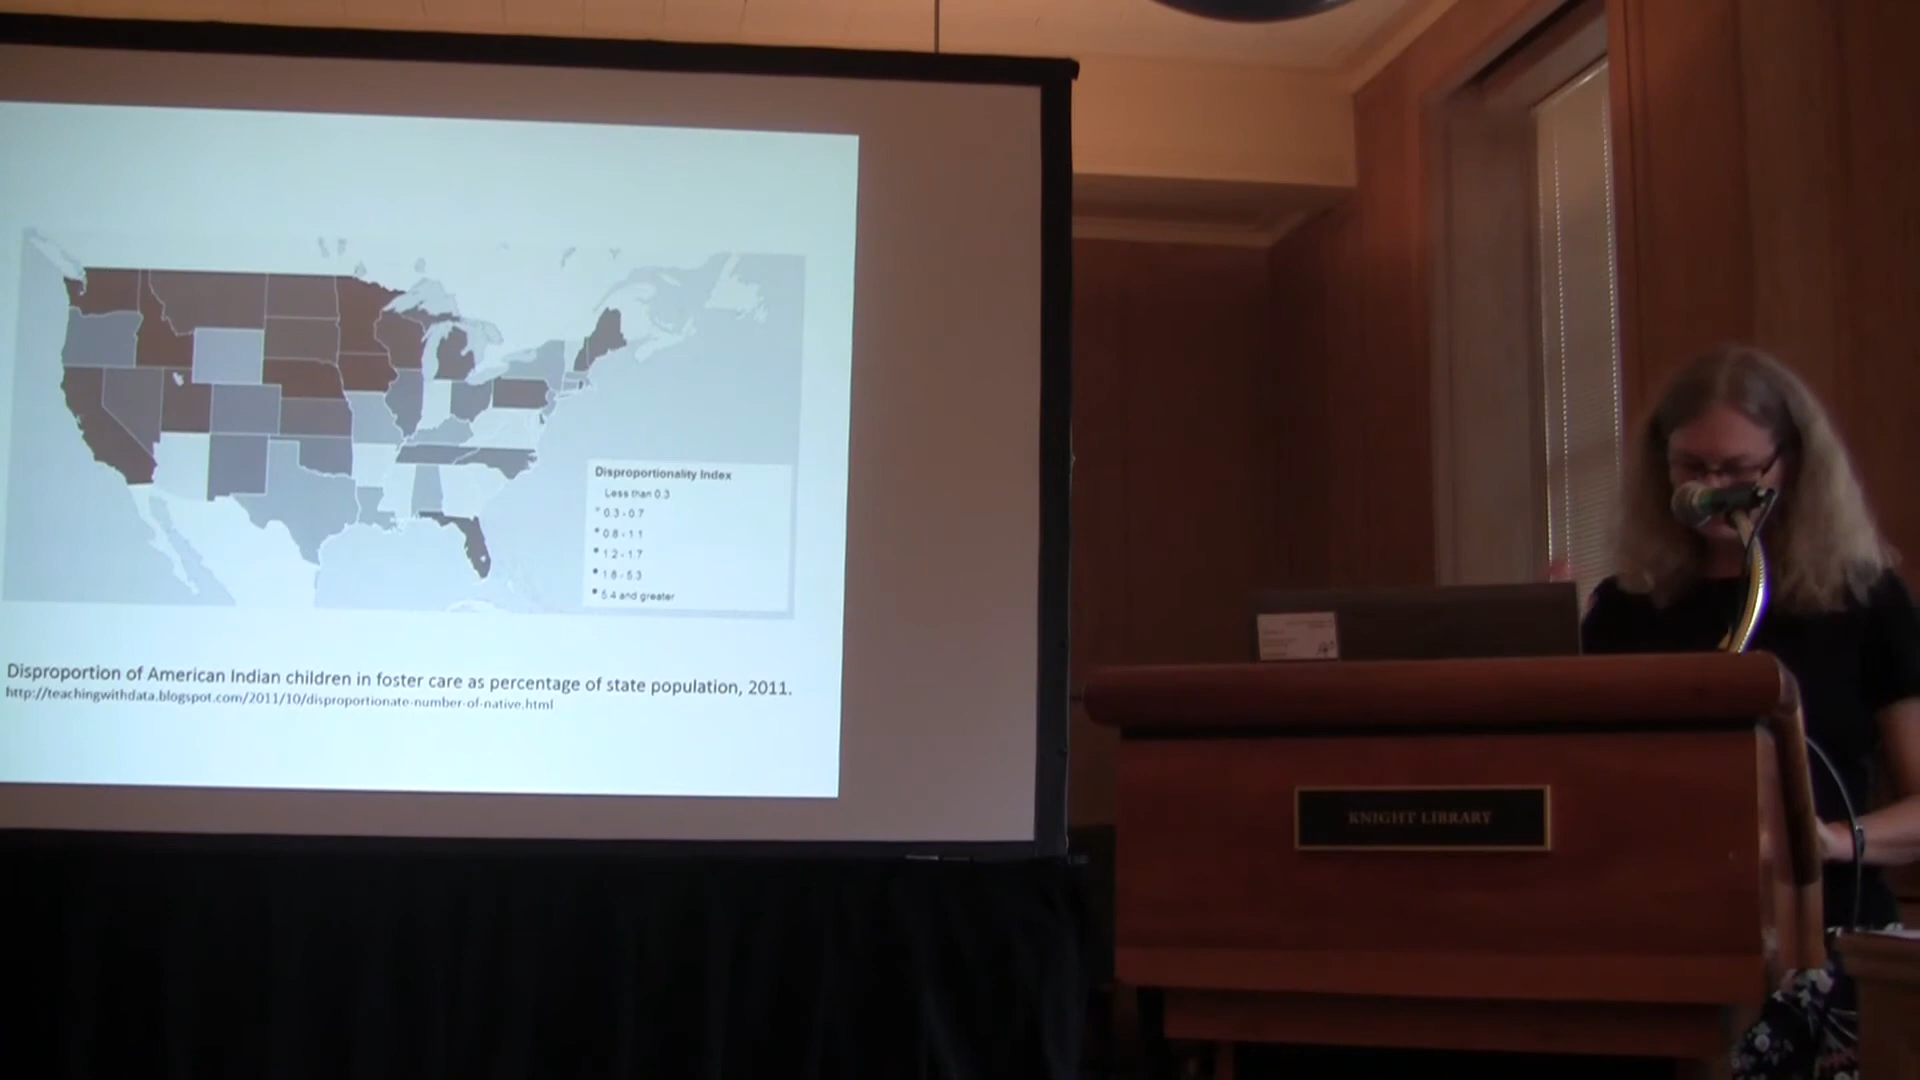 Disproportionality Index
Less than 0.3
0.3 - 0.7
0.8 - 1.1
1.2 - 1.7
1.8 - 5.3
5.4 and greater
Disproportion of American Indian children in foster care as percentage of state population, 2011.
http://teachingwithdata.blogspot.com/2011/10/disproportionate-number-of-native.html
KNIGHT LIBRARY